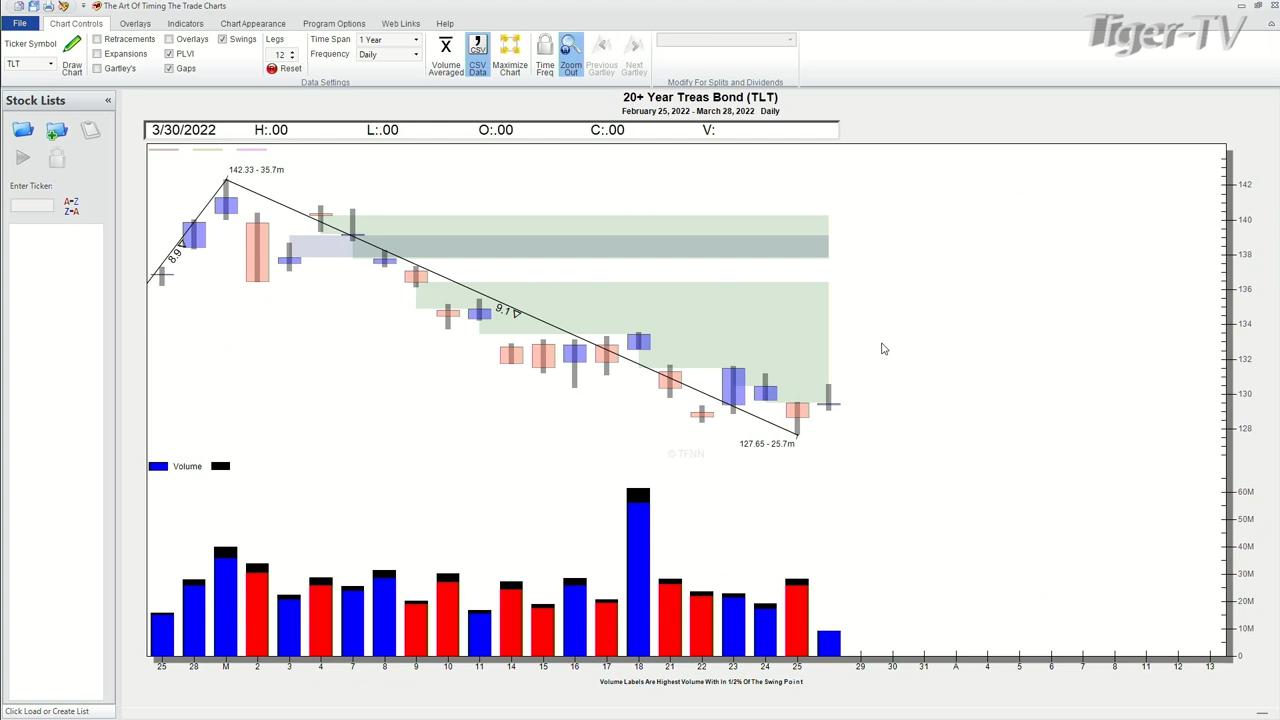 The Art Of Timing The Trade Charts
File Chart Controls Overlays Indicators Chart Appearance Program Options Web Links Help
Tiger-TV
Ticker Symbol
TLT
Draw Chart
Retracements Overlays Swings
Expansions PLVI
Gartley's Gaps
Legs
12
Reset
Time Span 1 Year
Frequency Daily
Data Settings
Volume Averaged
CSV Data
Maximize Chart
Time Freq
Zoom Out
Previous Gartley
Next Gartley
Modify For Splits and Dividends
Stock Lists «
Enter Ticker:
A-Z
Z-A
Click Load or Create List
20+ Year Treas Bond (TLT)
February 25, 2022 - March 28, 2022 Daily
3/30/2022 H:.00 L:.00 O:.00 C:.00 V:
142.33 - 35.7m
8.9
9.1
127.65 - 25.7m
© TFNN
142
140
138
136
134
132
130
128
Volume
60M
50M
40M
30M
20M
10M
0
25 28 M 2 3 4 7 8 9 10 11 14 15 16 17 18 21 22 23 24 25 29 30 31 A 4 5 6 7 8 11 12 13
Volume Labels Are Highest Volume With In 1/2% Of The Swing Point